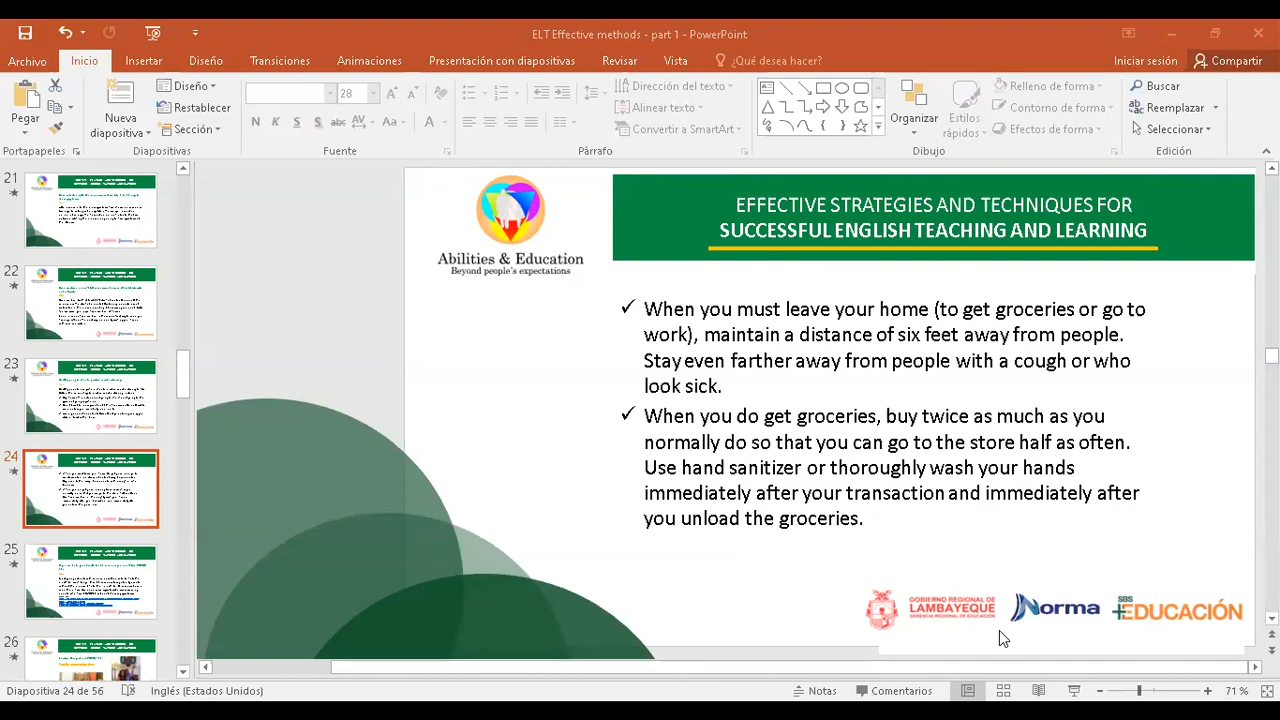 ELT Effective methods - part 1 - PowerPoint
Archivo Inicio Insertar Diseño Transiciones Animaciones Presentación con diapositivas Revisar Vista ¿Qué desea hacer? Iniciar sesión Compartir
Pegar
Portapapeles
Nueva diapositiva
Diseño
Restablecer
Sección
Diapositivas
28
N K S abc AV Aa A
Fuente
Dirección del texto
Alinear texto
Convertir a SmartArt
Párrafo
Organizar
Estilos rápidos
Relleno de forma
Contorno de forma
Efectos de forma
Dibujo
Buscar
Reemplazar
Seleccionar
Edición
21
22
23
24
25
26
Abilities & Education
Beyond people's expectations
EFFECTIVE STRATEGIES AND TECHNIQUES FOR
SUCCESSFUL ENGLISH TEACHING AND LEARNING
✓ When you must leave your home (to get groceries or go to
work), maintain a distance of six feet away from people.
Stay even farther away from people with a cough or who
look sick.
✓ When you do get groceries, buy twice as much as you
normally do so that you can go to the store half as often.
Use hand sanitizer or thoroughly wash your hands
immediately after your transaction and immediately after
you unload the groceries.
GOBIERNO REGIONAL DE
LAMBAYEQUE
GERENCIA REGIONAL DE EDUCACIÓN
Norma
SBS
+EDUCACIÓN
Diapositiva 24 de 56 Inglés (Estados Unidos) Notas Comentarios 71 %